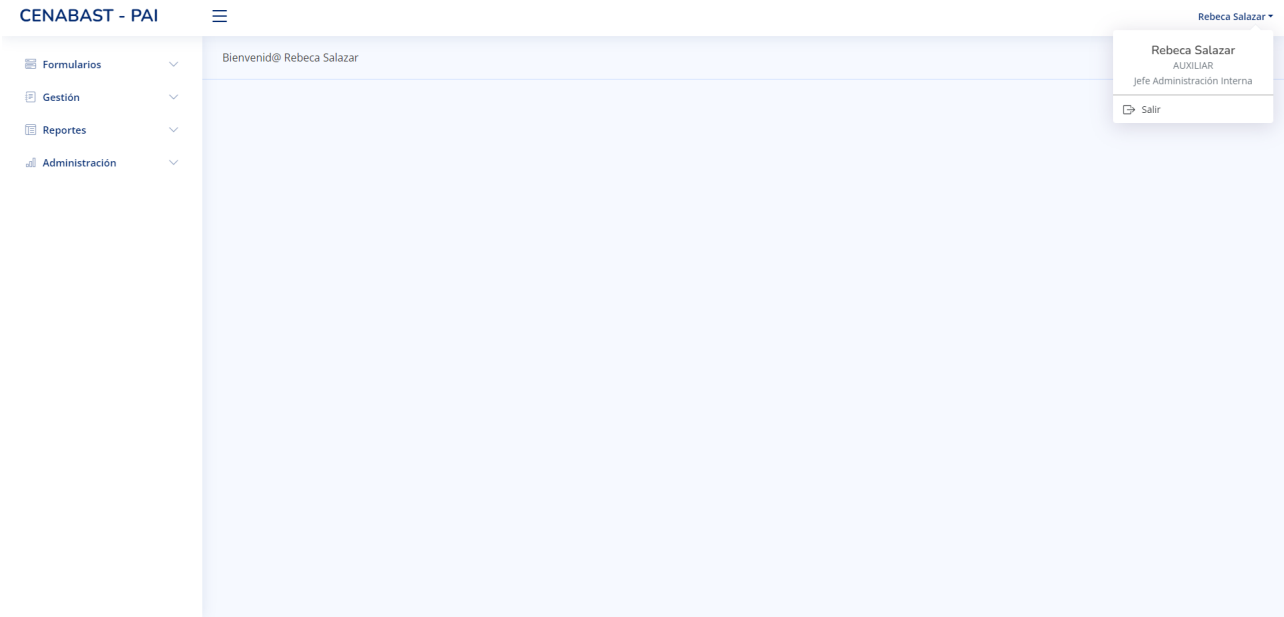 CENABAST - PAI
Rebeca Salazar
Formularios
Gestión
Reportes
Administración
Bienvenid@ Rebeca Salazar
Rebeca Salazar
AUXILIAR
Jefe Administración Interna
Salir